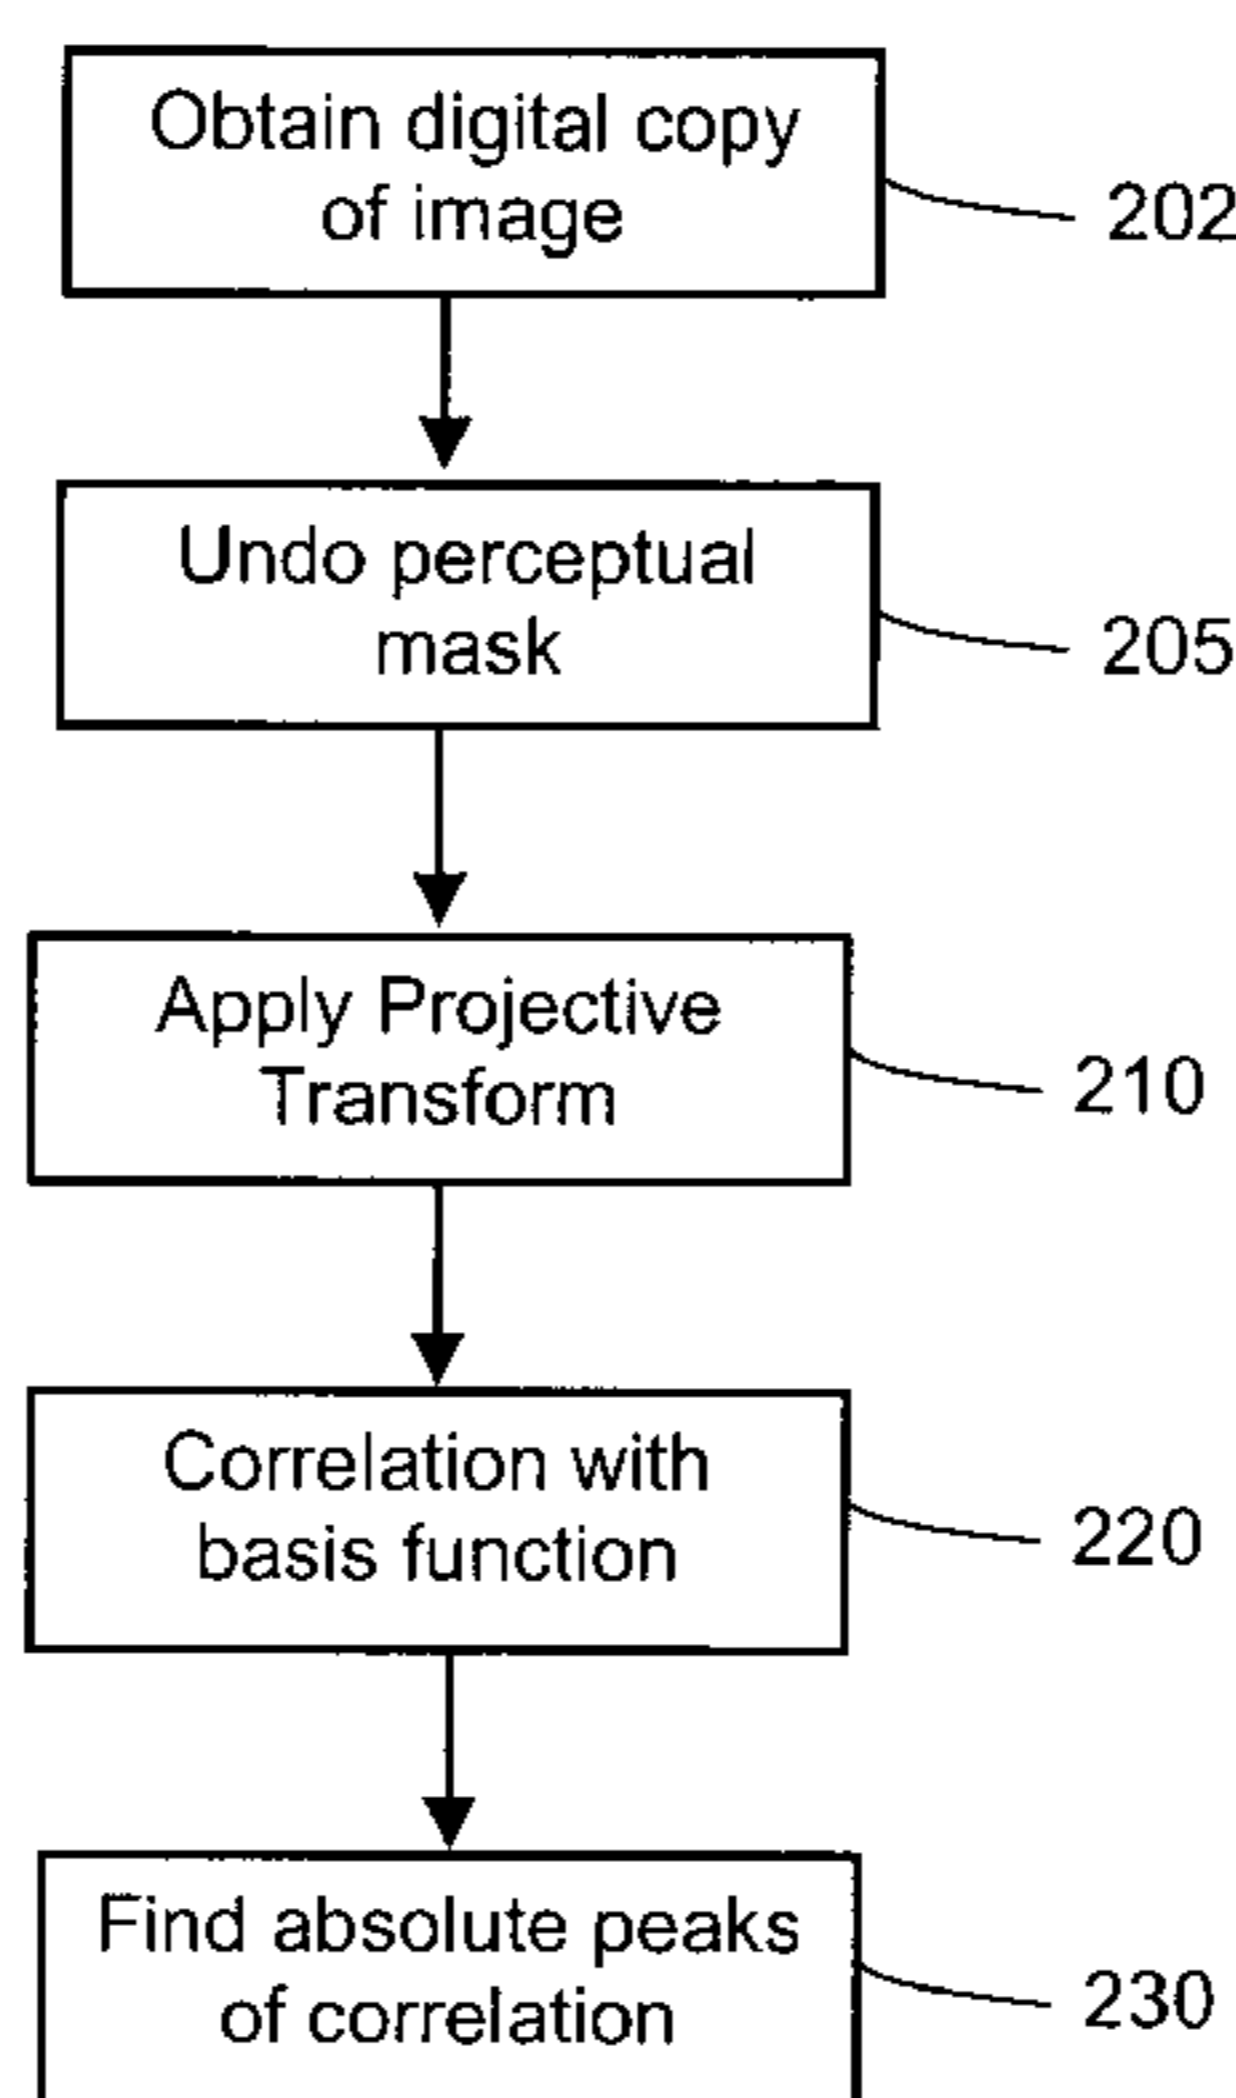 Obtain digital copy
of image
202
Undo perceptual
mask
205
Apply Projective
Transform
210
Correlation with
basis function
220
Find absolute peaks
of correlation
230